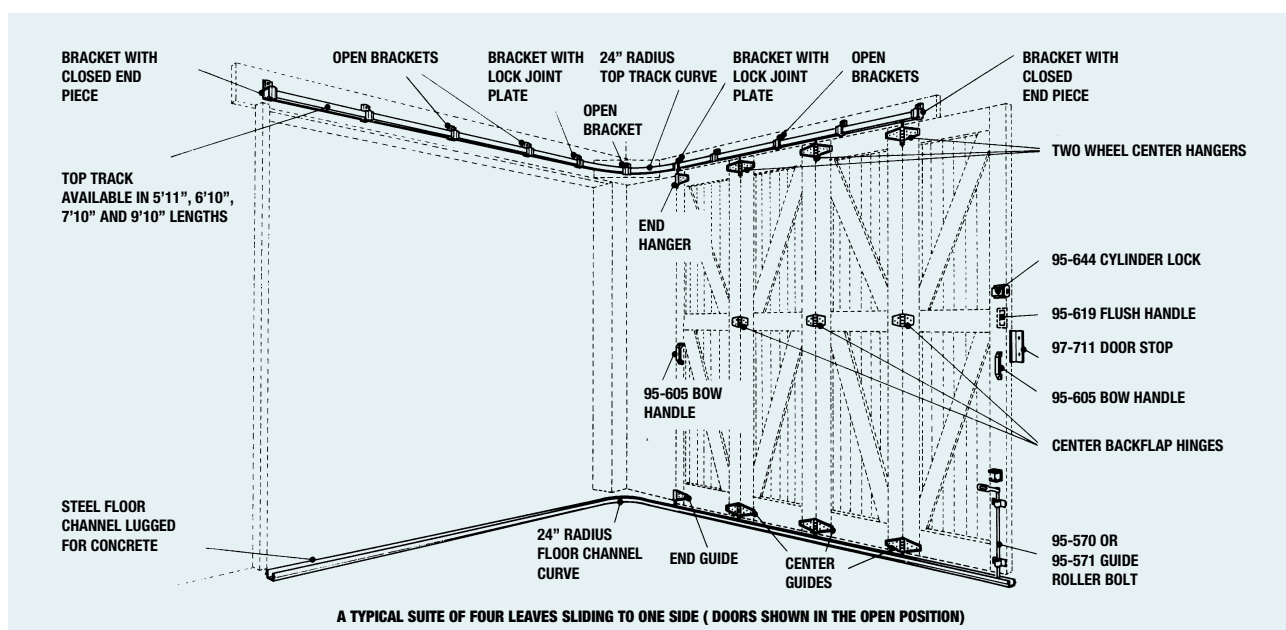 BRACKET WITH
CLOSED END
PIECE
OPEN BRACKETS
BRACKET WITH
LOCK JOINT
PLATE
24” RADIUS
TOP TRACK CURVE
BRACKET WITH
LOCK JOINT
PLATE
OPEN
BRACKETS
BRACKET WITH
CLOSED
END PIECE
OPEN
BRACKET
TWO WHEEL CENTER HANGERS
TOP TRACK
AVAILABLE IN 5’11”, 6’10”,
7’10” AND 9’10” LENGTHS
END
HANGER
95-644 CYLINDER LOCK
95-619 FLUSH HANDLE
97-711 DOOR STOP
95-605 BOW
HANDLE
95-605 BOW HANDLE
CENTER BACKFLAP HINGES
STEEL FLOOR
CHANNEL LUGGED
FOR CONCRETE
24” RADIUS
FLOOR CHANNEL
CURVE
END GUIDE
CENTER
GUIDES
95-570 OR
95-571 GUIDE
ROLLER BOLT
A TYPICAL SUITE OF FOUR LEAVES SLIDING TO ONE SIDE ( DOORS SHOWN IN THE OPEN POSITION)